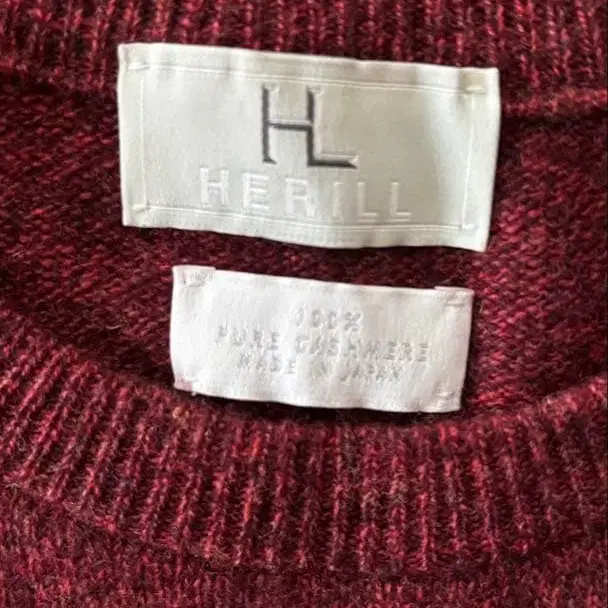 HL
HERILL
100%
PURE CASHMERE
MADE IN JAPAN